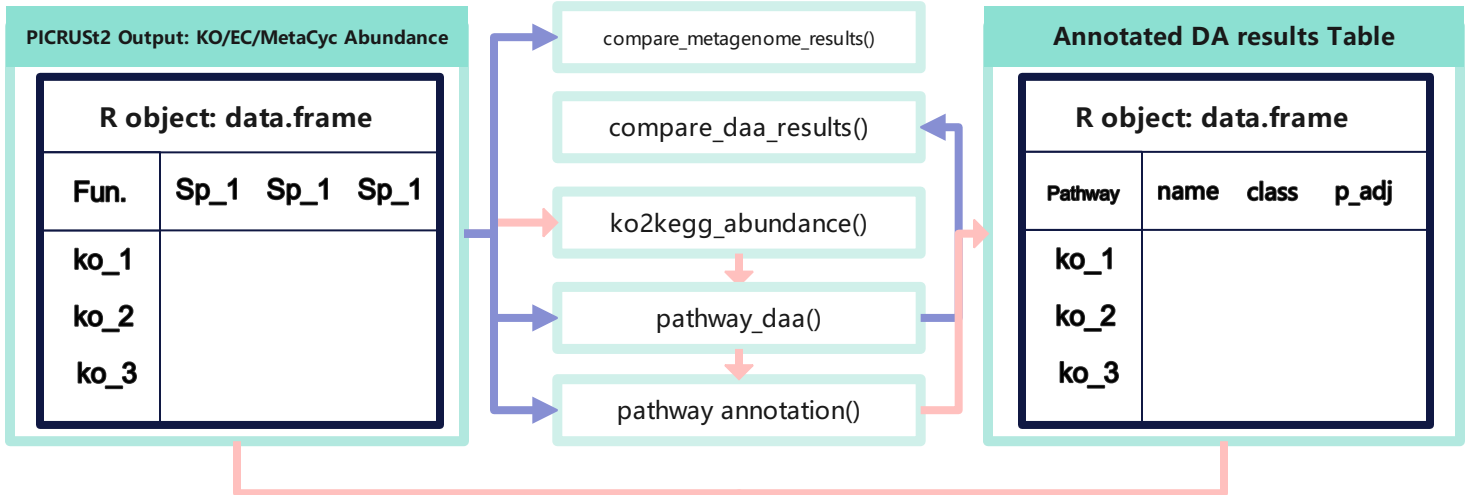 PICRUSt2 Output: KO/EC/MetaCyc Abundance
R object: data.frame
Fun. Sp_1 Sp_1 Sp_1
ko_1
ko_2
ko_3
compare_metagenome_results()
compare_daa_results()
ko2kegg_abundance()
pathway_daa()
pathway annotation()
Annotated DA results Table
R object: data.frame
Pathway name class p_adj
ko_1
ko_2
ko_3